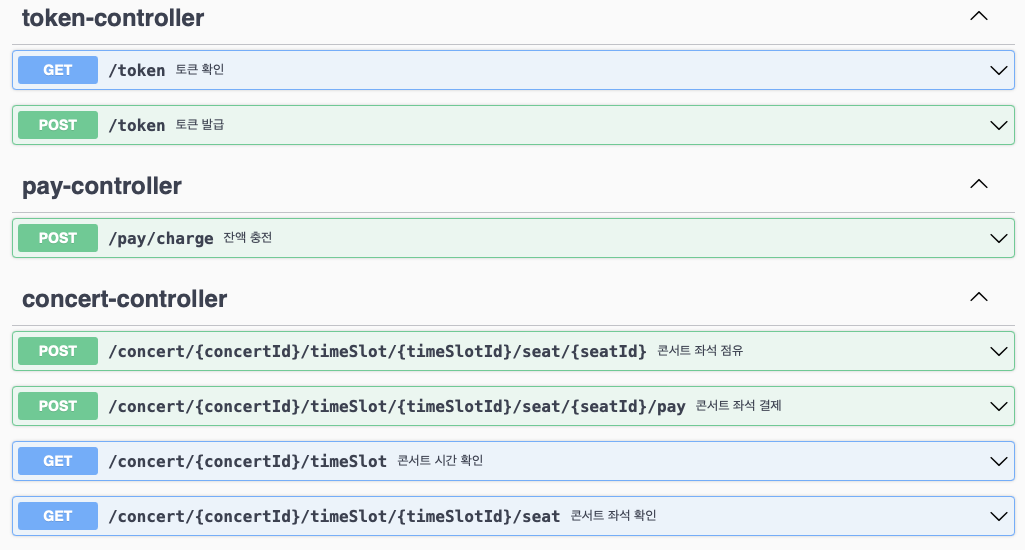 token-controller
GET /token 토큰 확인
POST /token 토큰 발급
pay-controller
POST /pay/charge 잔액 충전
concert-controller
POST /concert/{concertId}/timeSlot/{timeSlotId}/seat/{seatId} 콘서트 좌석 점유
POST /concert/{concertId}/timeSlot/{timeSlotId}/seat/{seatId}/pay 콘서트 좌석 결제
GET /concert/{concertId}/timeSlot 콘서트 시간 확인
GET /concert/{concertId}/timeSlot/{timeSlotId}/seat 콘서트 좌석 확인